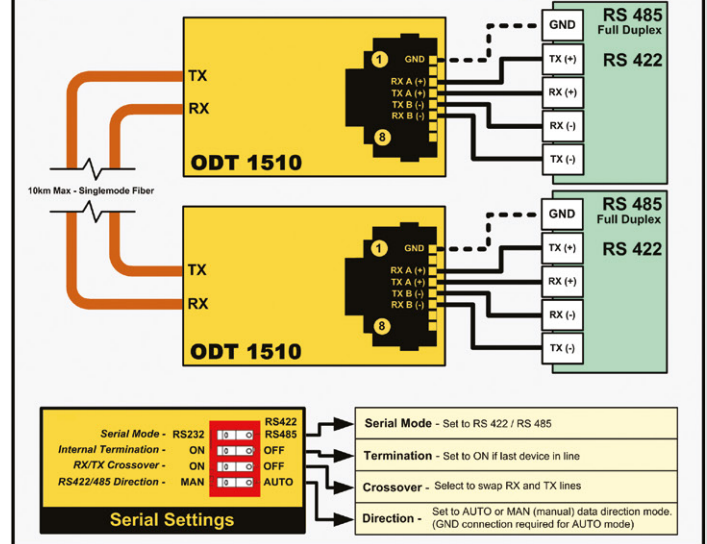 TX
RX
ODT 1510
1
8
GND
RX A (+)
TX A (+)
TX B (-)
RX B (-)
GND
TX (+)
RX (+)
RX (-)
TX (-)
RS 485
Full Duplex
RS 422
10km Max - Singlemode Fiber
TX
RX
ODT 1510
1
8
GND
RX A (+)
TX A (+)
TX B (-)
RX B (-)
GND
TX (+)
RX (+)
RX (-)
TX (-)
RS 485
Full Duplex
RS 422
RS422
Serial Mode - RS232 RS485
Internal Termination - ON OFF
RX/TX Crossover - ON OFF
RS422/485 Direction - MAN AUTO
Serial Settings
Serial Mode - Set to RS 422 / RS 485
Termination - Set to ON if last device in line
Crossover - Select to swap RX and TX lines
Direction - Set to AUTO or MAN (manual) data direction mode.
(GND connection required for AUTO mode)